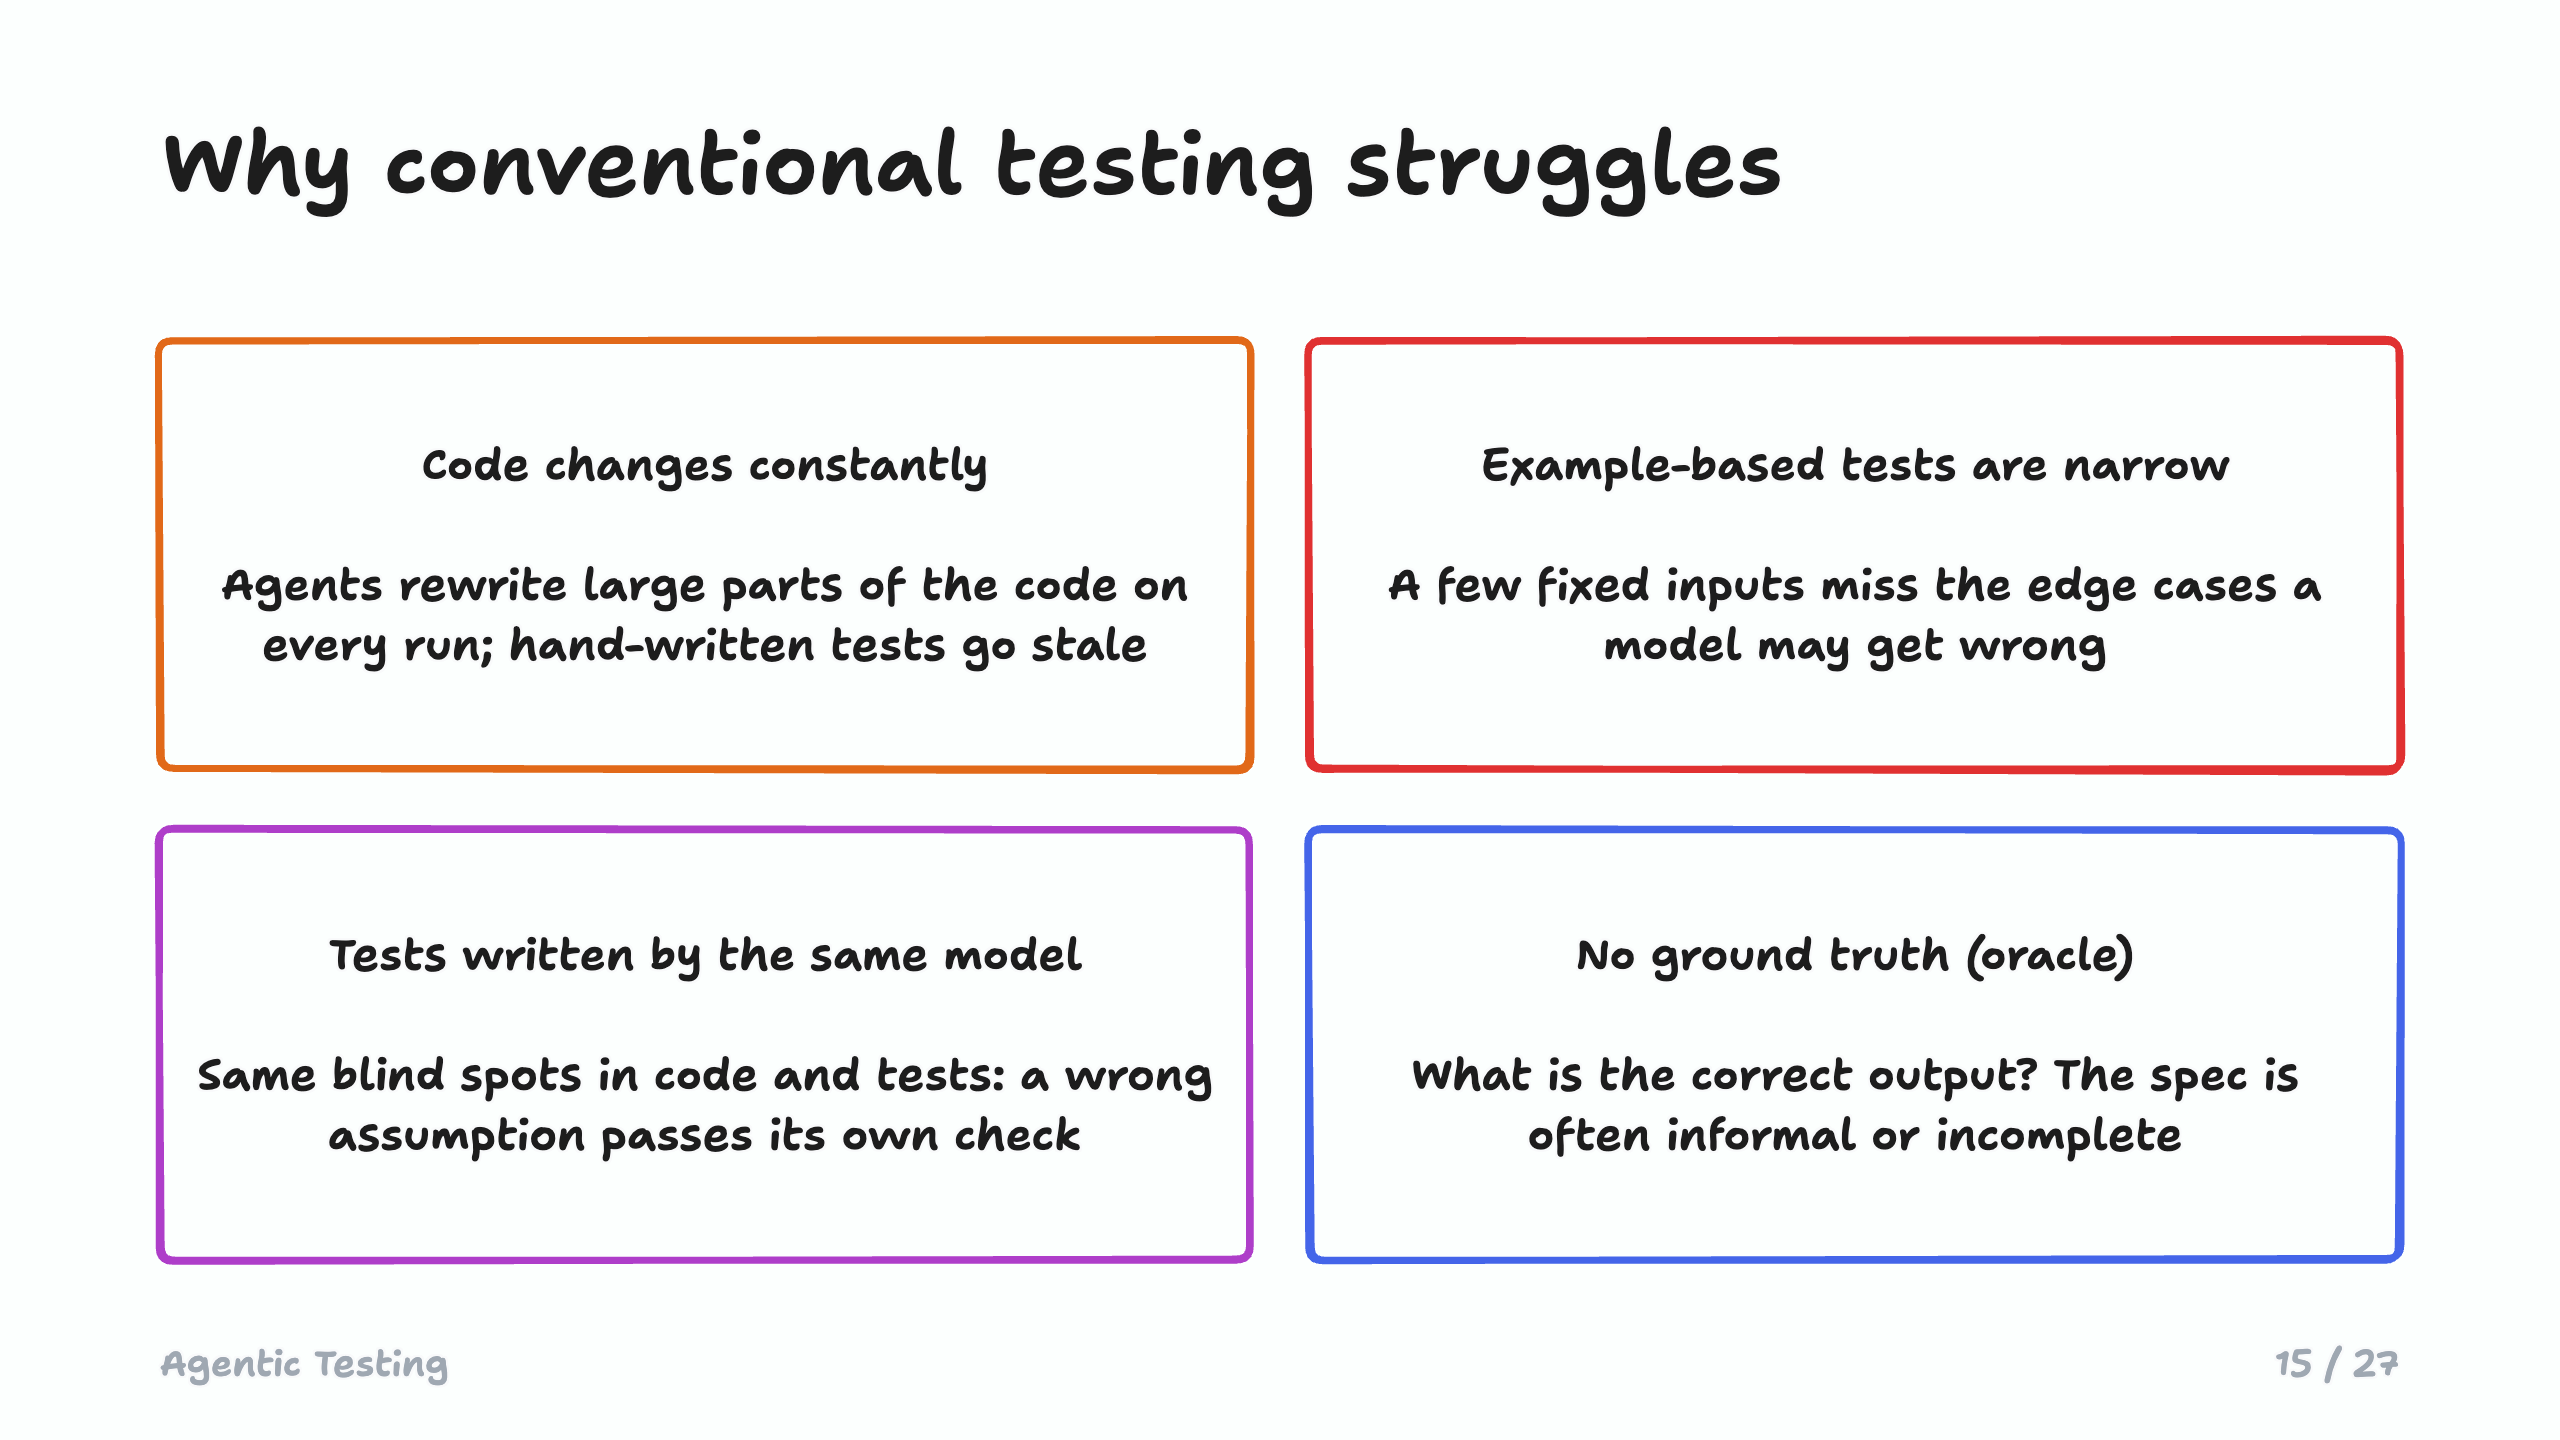 Why conventional testing struggles
Code changes constantly
Agents rewrite large parts of the code on
every run; hand-written tests go stale
Example-based tests are narrow
A few fixed inputs miss the edge cases a
model may get wrong
Tests written by the same model
Same blind spots in code and tests: a wrong
assumption passes its own check
No ground truth (oracle)
What is the correct output? The spec is
often informal or incomplete
Agentic Testing
15 / 27